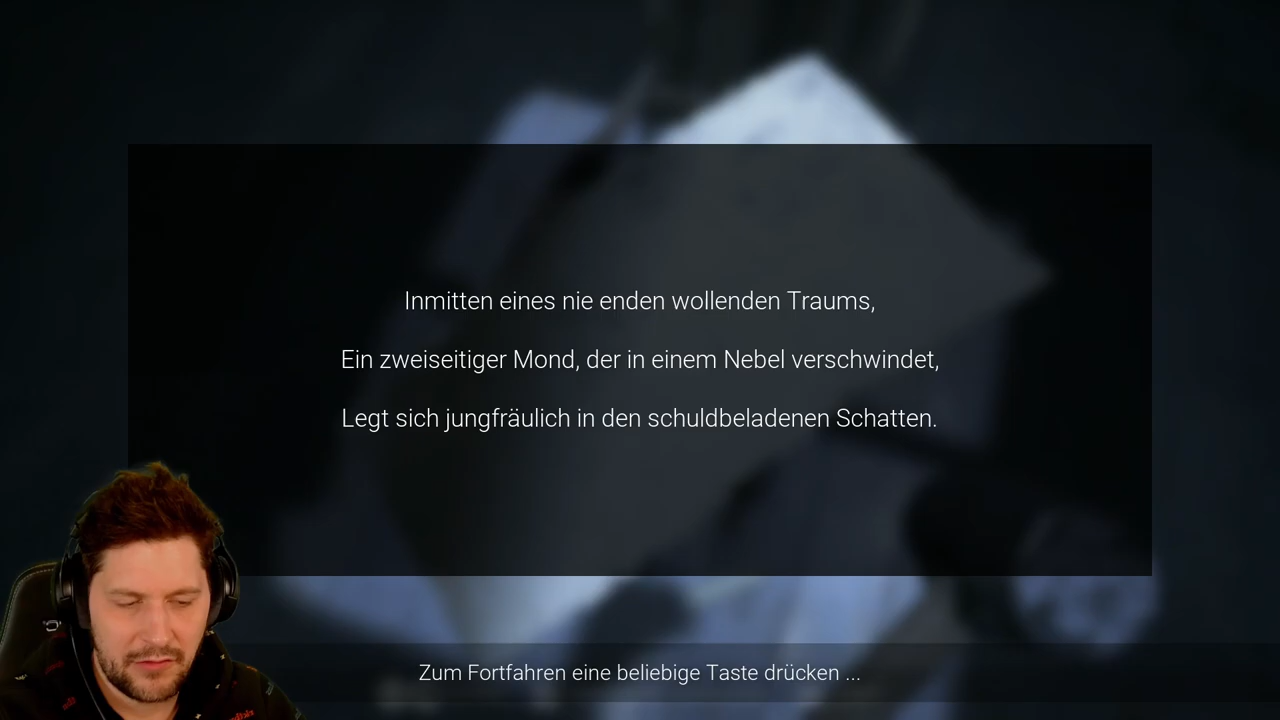 Inmitten eines nie enden wollenden Traums,
Ein zweiseitiger Mond, der in einem Nebel verschwindet,
Legt sich jungfräulich in den schuldbeladenen Schatten.
Zum Fortfahren eine beliebige Taste drücken ...